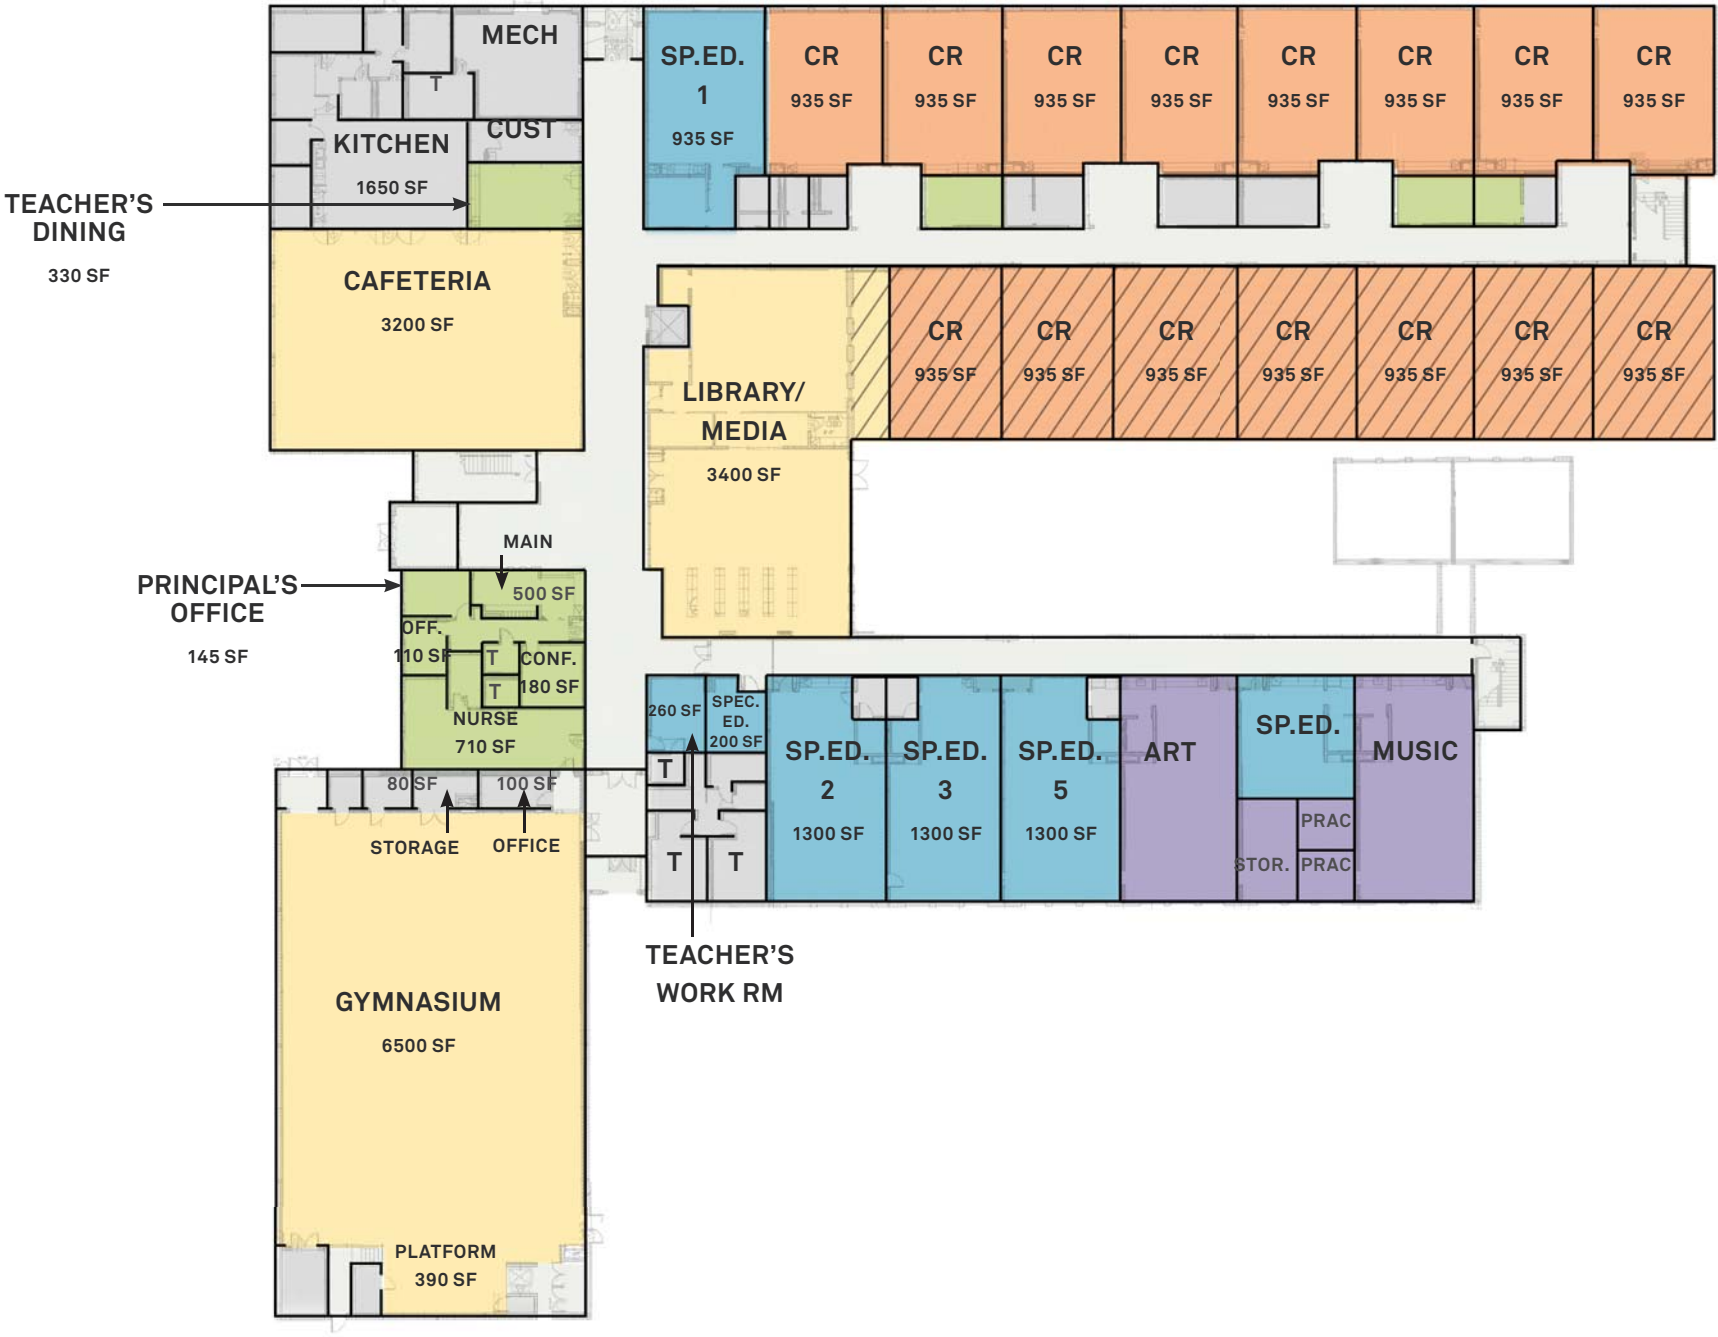 MECH
T
CUST
KITCHEN
1650 SF
TEACHER'S
DINING
330 SF
CAFETERIA
3200 SF
SP.ED.
1
935 SF
CR
935 SF
CR
935 SF
CR
935 SF
CR
935 SF
CR
935 SF
CR
935 SF
CR
935 SF
CR
935 SF
LIBRARY/
MEDIA
3400 SF
CR
935 SF
CR
935 SF
CR
935 SF
CR
935 SF
CR
935 SF
CR
935 SF
CR
935 SF
MAIN
500 SF
PRINCIPAL'S
OFFICE
145 SF
OFF.
110 SF
T
T
CONF.
180 SF
NURSE
710 SF
80 SF
100 SF
STORAGE
OFFICE
260 SF
SPEC.
ED.
200 SF
T
T
T
TEACHER'S
WORK RM
SP.ED.
2
1300 SF
SP.ED.
3
1300 SF
SP.ED.
5
1300 SF
ART
SP.ED.
STOR.
PRAC
PRAC
MUSIC
GYMNASIUM
6500 SF
PLATFORM
390 SF